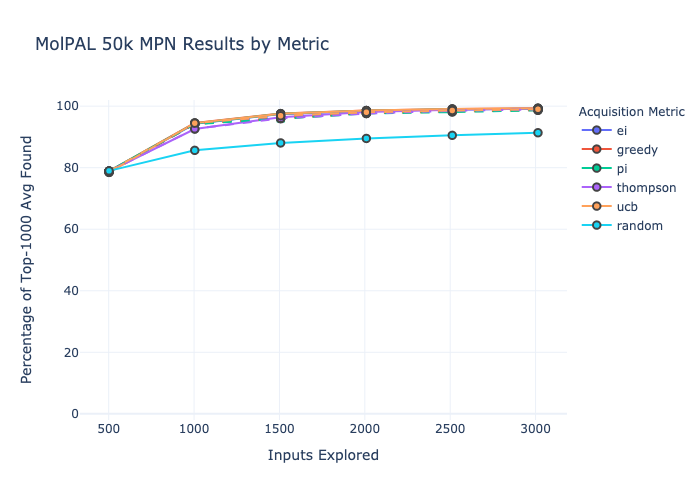 MolPAL 50k MPN Results by Metric
Percentage of Top-1000 Avg Found
100
80
60
40
20
0
500 1000 1500 2000 2500 3000
Inputs Explored
Acquisition Metric
ei
greedy
pi
thompson
ucb
random